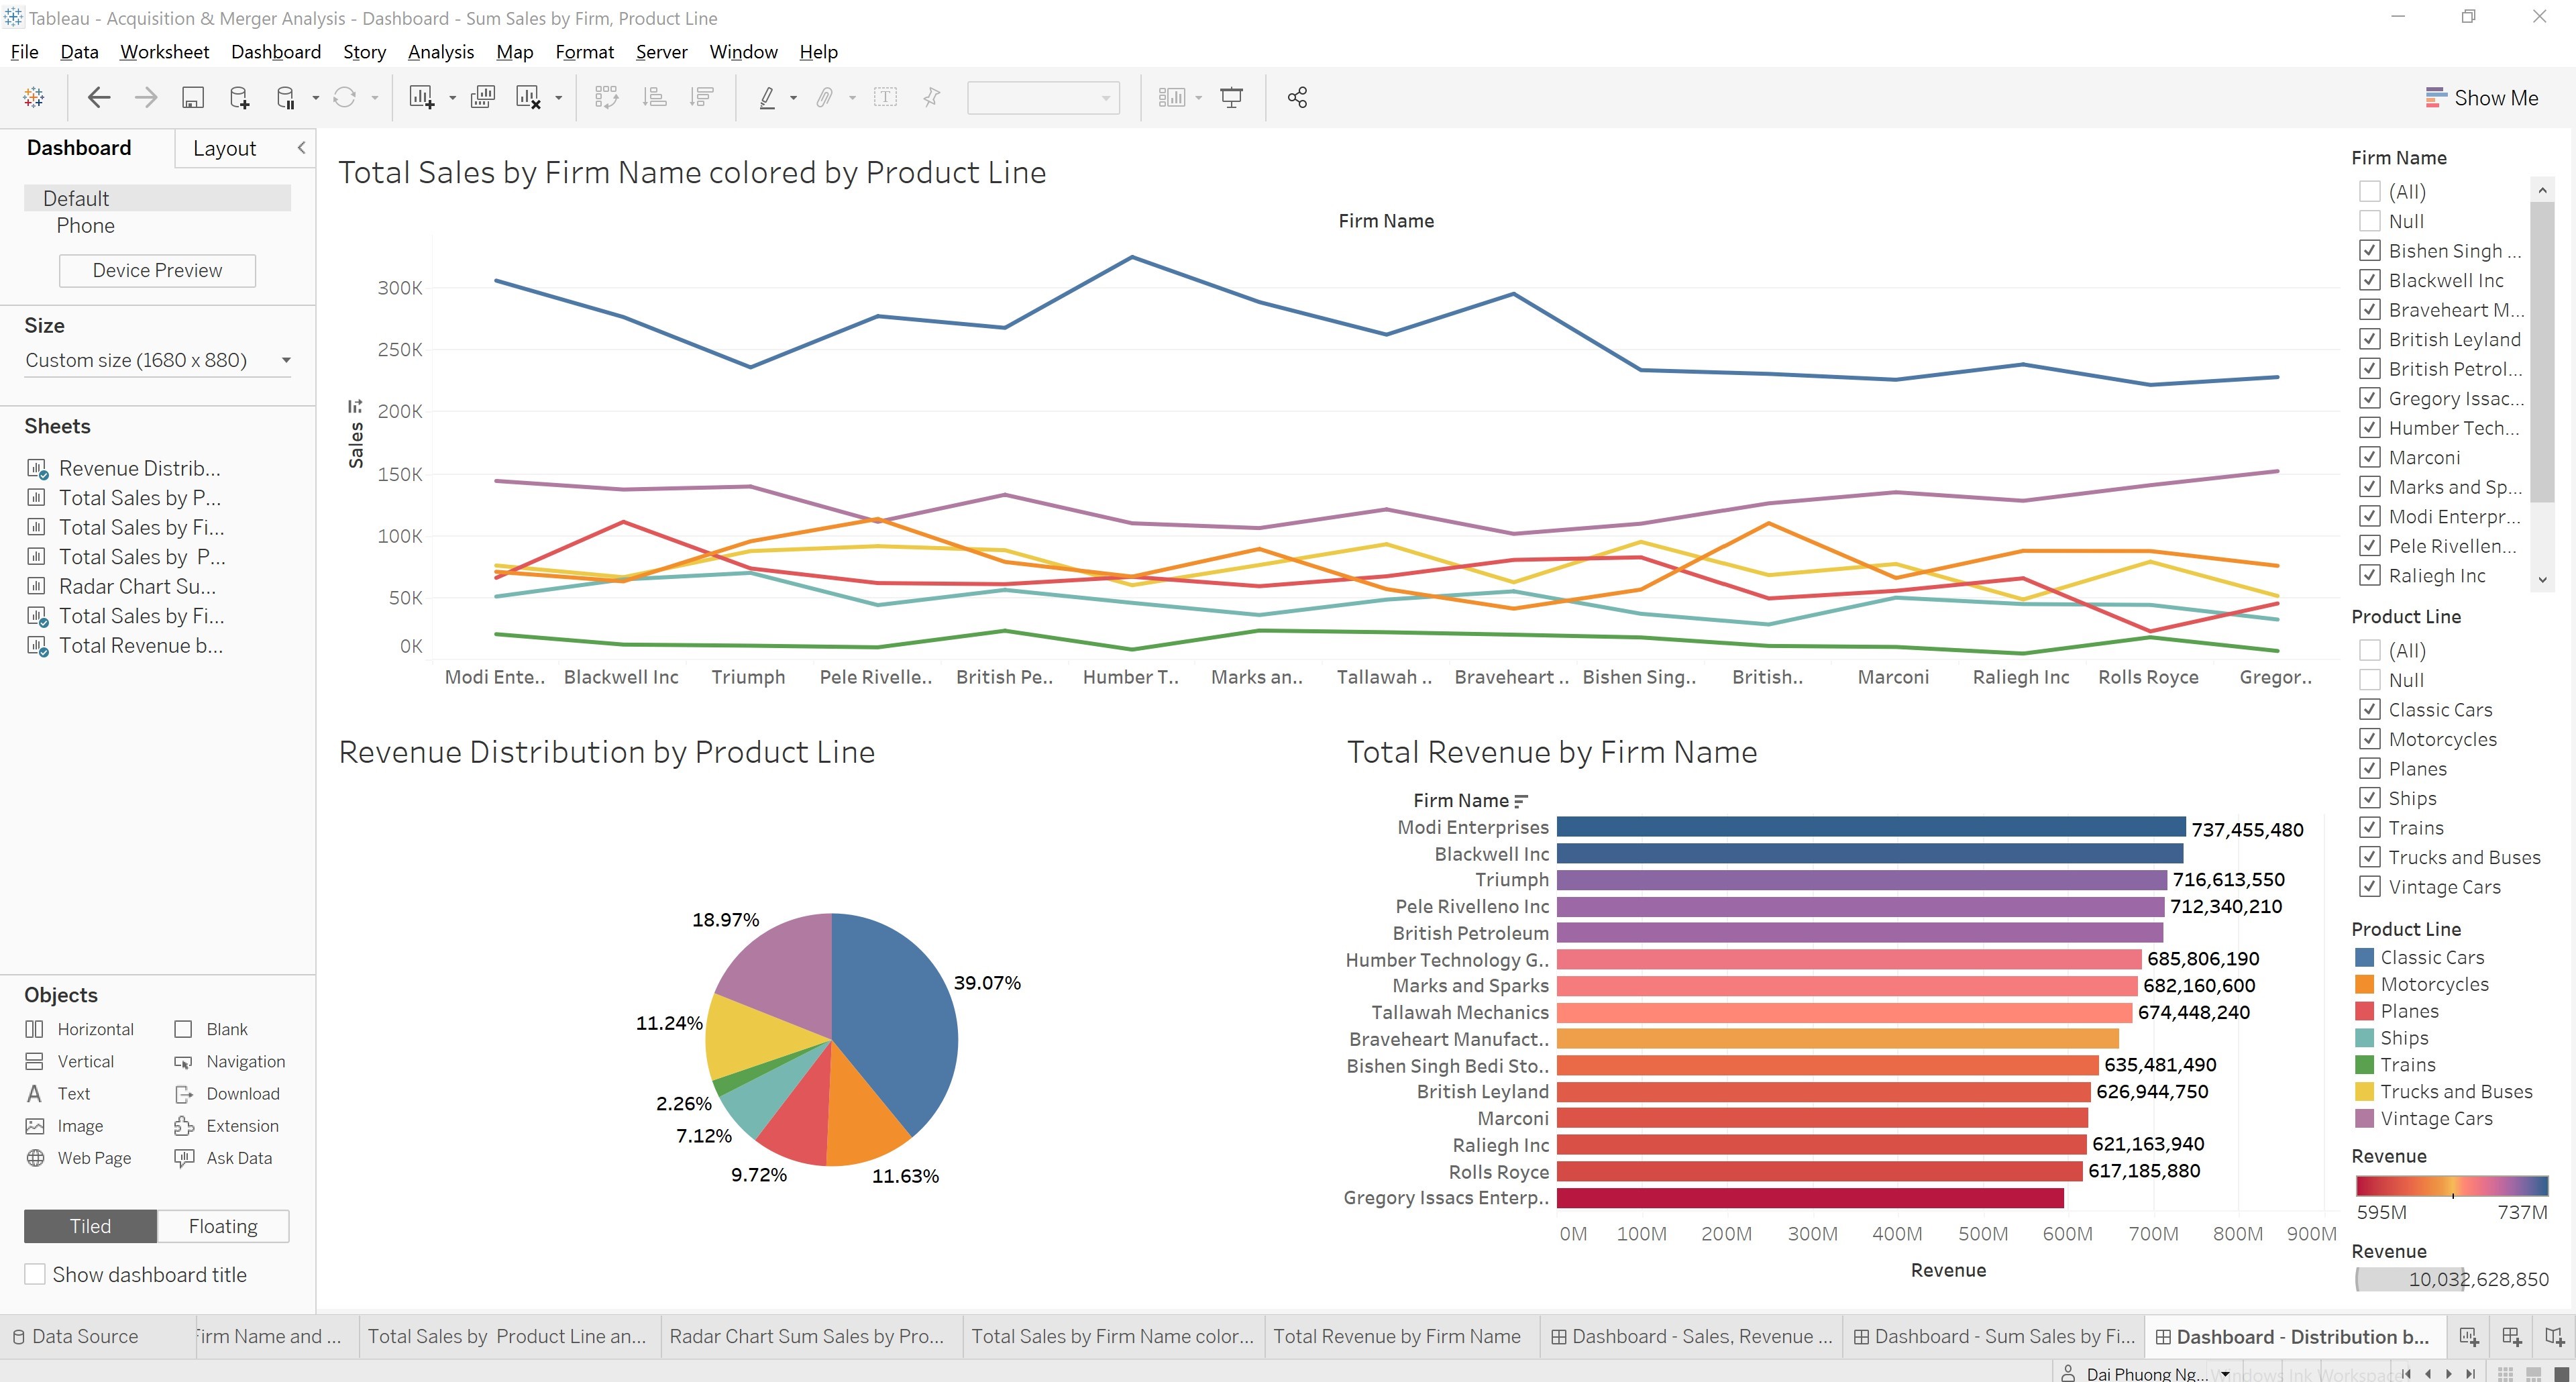 Tableau - Acquisition & Merger Analysis - Dashboard - Sum Sales by Firm, Product Line
File Data Worksheet Dashboard Story Analysis Map Format Server Window Help
Show Me
Dashboard Layout
Default
Phone
Device Preview
Size
Custom size (1680 x 880)
Sheets
Revenue Distrib...
Total Sales by P...
Total Sales by Fi...
Total Sales by P...
Radar Chart Su...
Total Sales by Fi...
Total Revenue b...
Objects
Horizontal Blank
Vertical Navigation
Text Download
Image Extension
Web Page Ask Data
Tiled Floating
Show dashboard title
Total Sales by Firm Name colored by Product Line
Firm Name
Sales
300K
250K
200K
150K
100K
50K
0K
Modi Ente.. Blackwell Inc Triumph Pele Rivelle.. British Pe.. Humber T.. Marks an.. Tallawah .. Braveheart .. Bishen Sing.. British.. Marconi Raliegh Inc Rolls Royce Gregor..
Revenue Distribution by Product Line
18.97%
39.07%
11.24%
2.26%
7.12%
9.72%
11.63%
Total Revenue by Firm Name
Firm Name
Modi Enterprises 737,455,480
Blackwell Inc
Triumph 716,613,550
Pele Rivelleno Inc 712,340,210
British Petroleum
Humber Technology G.. 685,806,190
Marks and Sparks 682,160,600
Tallawah Mechanics 674,448,240
Braveheart Manufact..
Bishen Singh Bedi Sto.. 635,481,490
British Leyland 626,944,750
Marconi
Raliegh Inc 621,163,940
Rolls Royce 617,185,880
Gregory Issacs Enterp..
0M 100M 200M 300M 400M 500M 600M 700M 800M 900M
Revenue
Firm Name
(All)
Null
Bishen Singh ...
Blackwell Inc
Braveheart M...
British Leyland
British Petrol...
Gregory Issac...
Humber Tech...
Marconi
Marks and Sp...
Modi Enterpr...
Pele Rivellen...
Raliegh Inc
Product Line
(All)
Null
Classic Cars
Motorcycles
Planes
Ships
Trains
Trucks and Buses
Vintage Cars
Product Line
Classic Cars
Motorcycles
Planes
Ships
Trains
Trucks and Buses
Vintage Cars
Revenue
595M 737M
Revenue
10,032,628,850
Data Source irm Name and ... Total Sales by Product Line an... Radar Chart Sum Sales by Pro... Total Sales by Firm Name color... Total Revenue by Firm Name Dashboard - Sales, Revenue ... Dashboard - Sum Sales by Fi... Dashboard - Distribution b...
Dai Phuong Ng... Windows Ink Workspace